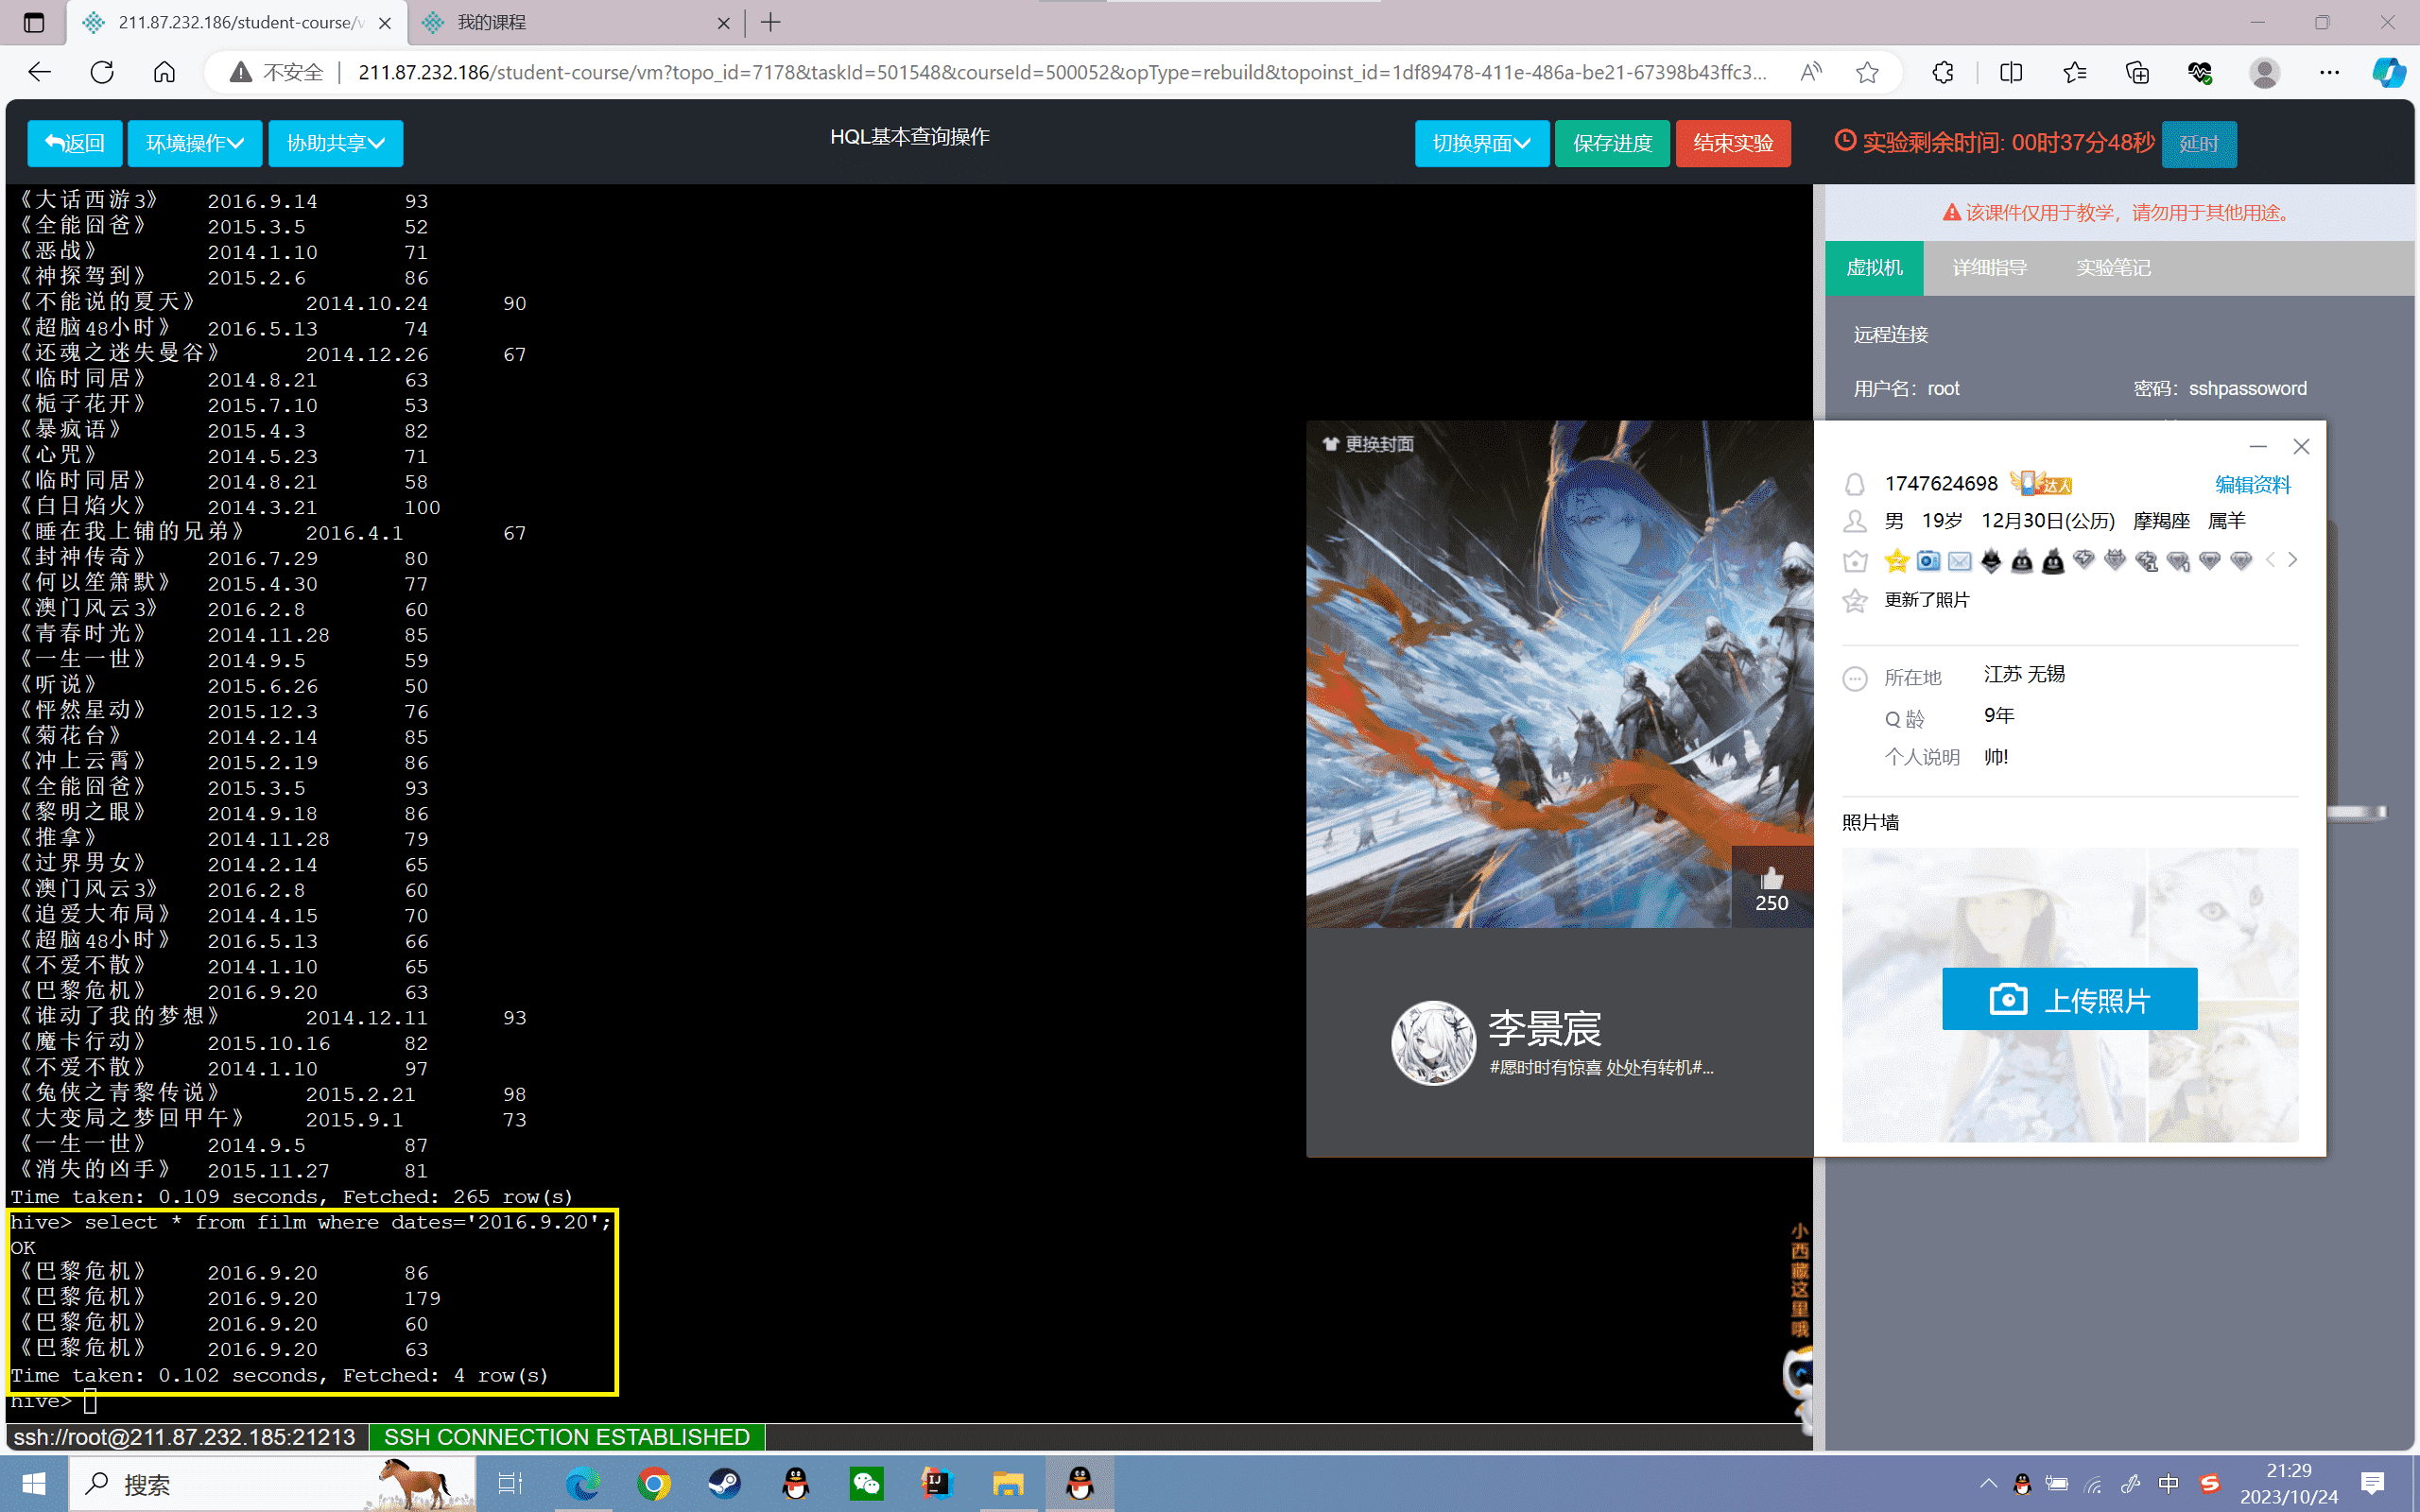 211.87.232.186/student-course/v
我的课程
不安全
211.87.232.186/student-course/vm?topo_id=7178&taskId=501548&courseId=500052&opType=rebuild&topoinst_id=1df89478-411e-486a-be21-67398b43ffc3...
返回
环境操作
协助共享
HQL基本查询操作
切换界面
保存进度
结束实验
实验剩余时间: 00时37分48秒
延时
《大话西游3》 2016.9.14 93
《全能囧爸》 2015.3.5 52
《恶战》 2014.1.10 71
《神探驾到》 2015.2.6 86
《不能说的夏天》 2014.10.24 90
《超脑48小时》 2016.5.13 74
《还魂之迷失曼谷》 2014.12.26 67
《临时同居》 2014.8.21 63
《栀子花开》 2015.7.10 53
《暴疯语》 2015.4.3 82
《心咒》 2014.5.23 71
《临时同居》 2014.8.21 58
《白日焰火》 2014.3.21 100
《睡在我上铺的兄弟》 2016.4.1 67
《封神传奇》 2016.7.29 80
《何以笙箫默》 2015.4.30 77
《澳门风云3》 2016.2.8 60
《青春时光》 2014.11.28 85
《一生一世》 2014.9.5 59
《听说》 2015.6.26 50
《怦然星动》 2015.12.3 76
《菊花台》 2014.2.14 85
《冲上云霄》 2015.2.19 86
《全能囧爸》 2015.3.5 93
《黎明之眼》 2014.9.18 86
《推拿》 2014.11.28 79
《过界男女》 2014.2.14 65
《澳门风云3》 2016.2.8 60
《追爱大布局》 2014.4.15 70
《超脑48小时》 2016.5.13 66
《不爱不散》 2014.1.10 65
《巴黎危机》 2016.9.20 63
《谁动了我的梦想》 2014.12.11 93
《魔卡行动》 2015.10.16 82
《不爱不散》 2014.1.10 97
《兔侠之青黎传说》 2015.2.21 98
《大变局之梦回甲午》 2015.9.1 73
《一生一世》 2014.9.5 87
《消失的凶手》 2015.11.27 81
Time taken: 0.109 seconds, Fetched: 265 row(s)
hive> select * from film where dates='2016.9.20';
OK
《巴黎危机》 2016.9.20 86
《巴黎危机》 2016.9.20 179
《巴黎危机》 2016.9.20 60
《巴黎危机》 2016.9.20 63
Time taken: 0.102 seconds, Fetched: 4 row(s)
hive>
ssh://root@211.87.232.185:21213
SSH CONNECTION ESTABLISHED
该课件仅用于教学，请勿用于其他用途。
虚拟机
详细指导
实验笔记
远程连接
用户名：root
密码：sshpassoword
更换封面
250
李景宸
#愿时时有惊喜 处处有转机#...
1747624698
达人
编辑资料
男 19岁 12月30日(公历) 摩羯座 属羊
更新了照片
所在地 江苏 无锡
Q 龄 9年
个人说明 帅!
照片墙
上传照片
小西藏这里哦
搜索
中
21:29
2023/10/24